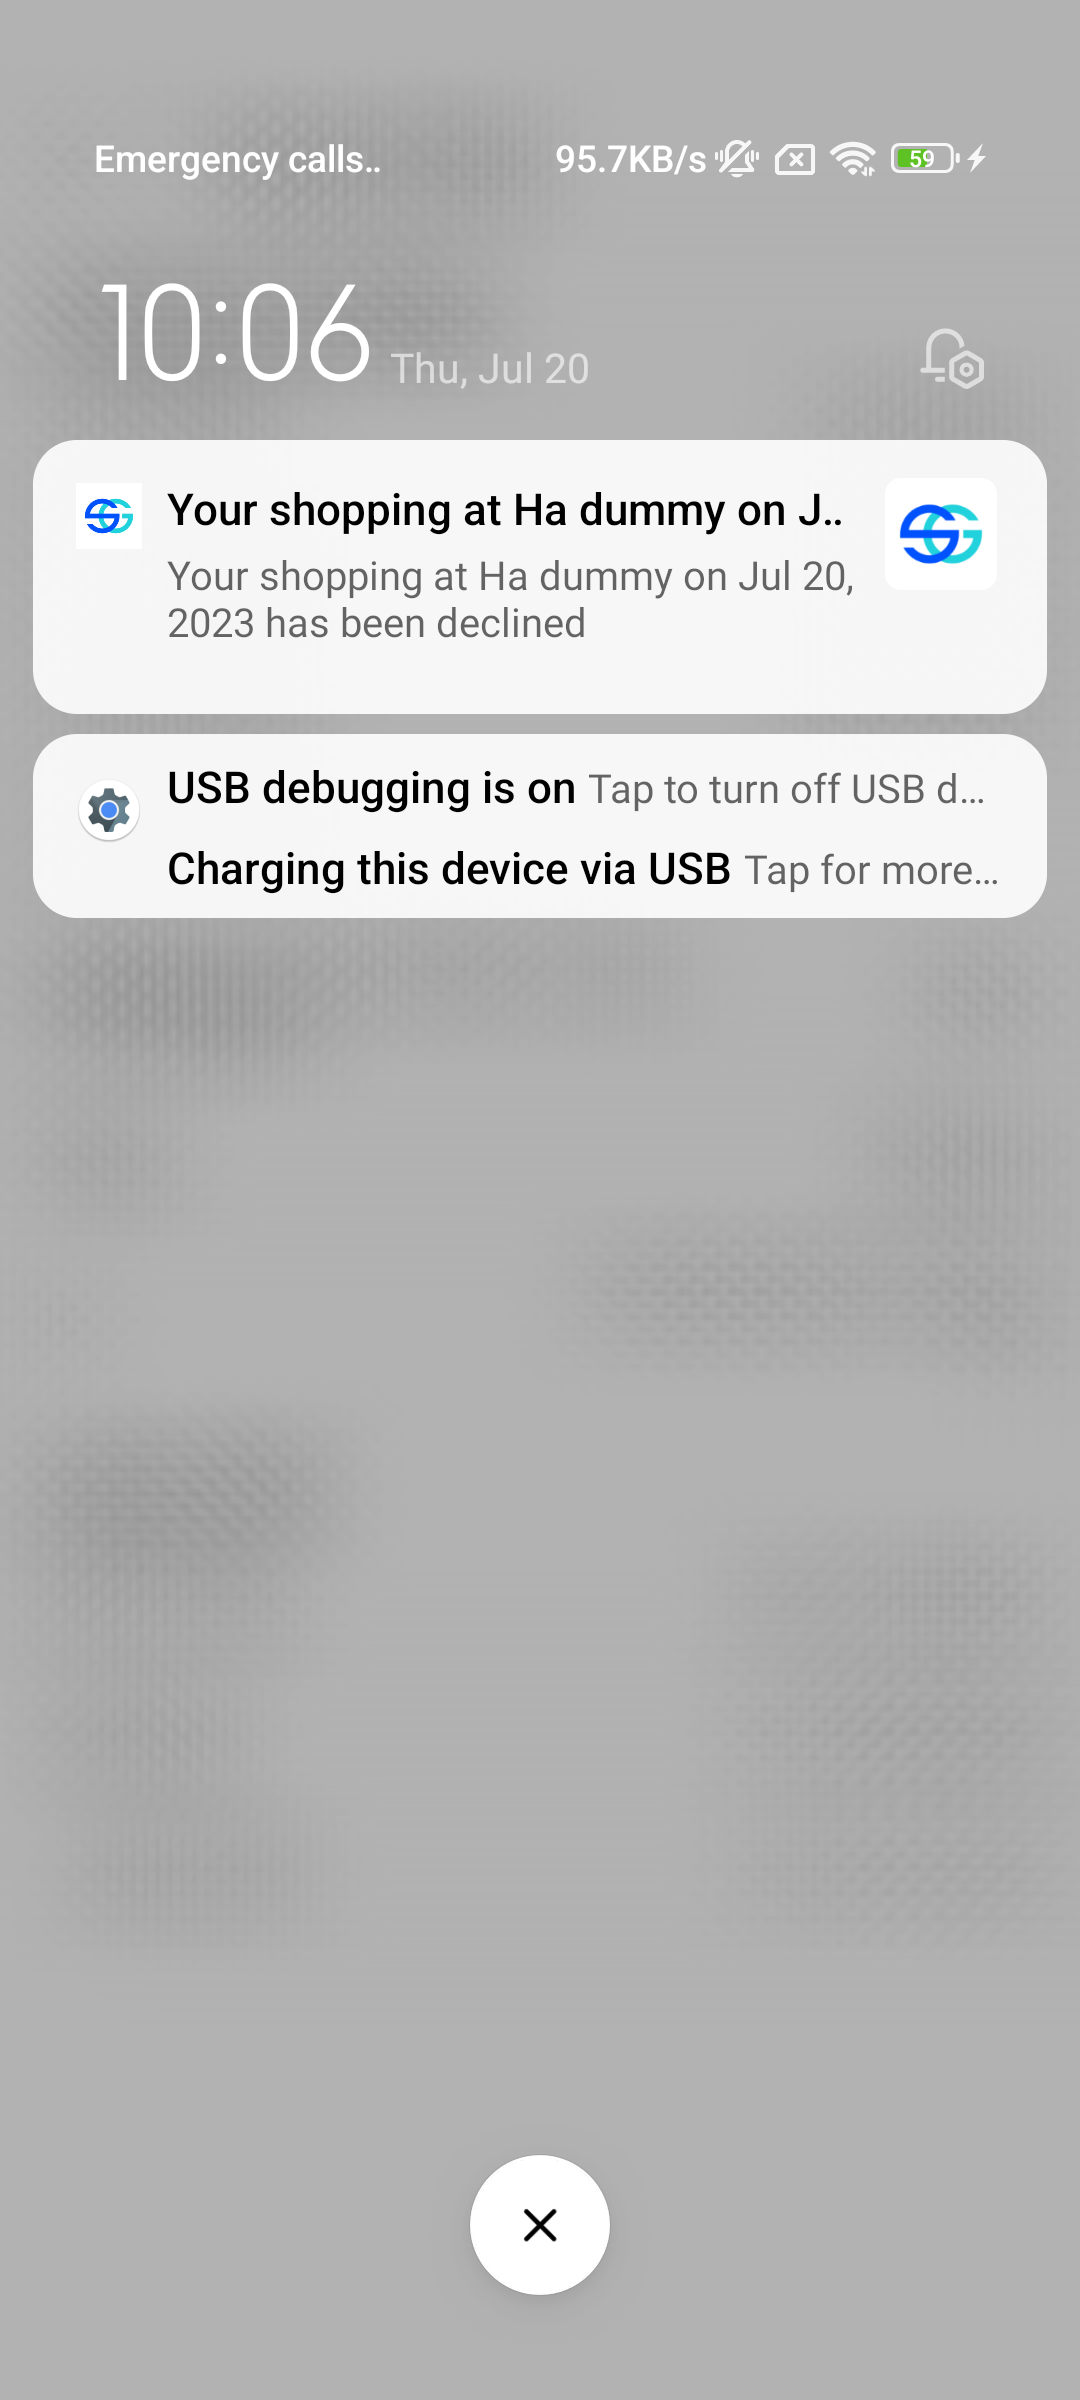 Emergency calls..
95.7KB/s 59
10:06 Thu, Jul 20
Your shopping at Ha dummy on J..
Your shopping at Ha dummy on Jul 20,
2023 has been declined
USB debugging is on Tap to turn off USB d...
Charging this device via USB Tap for more...